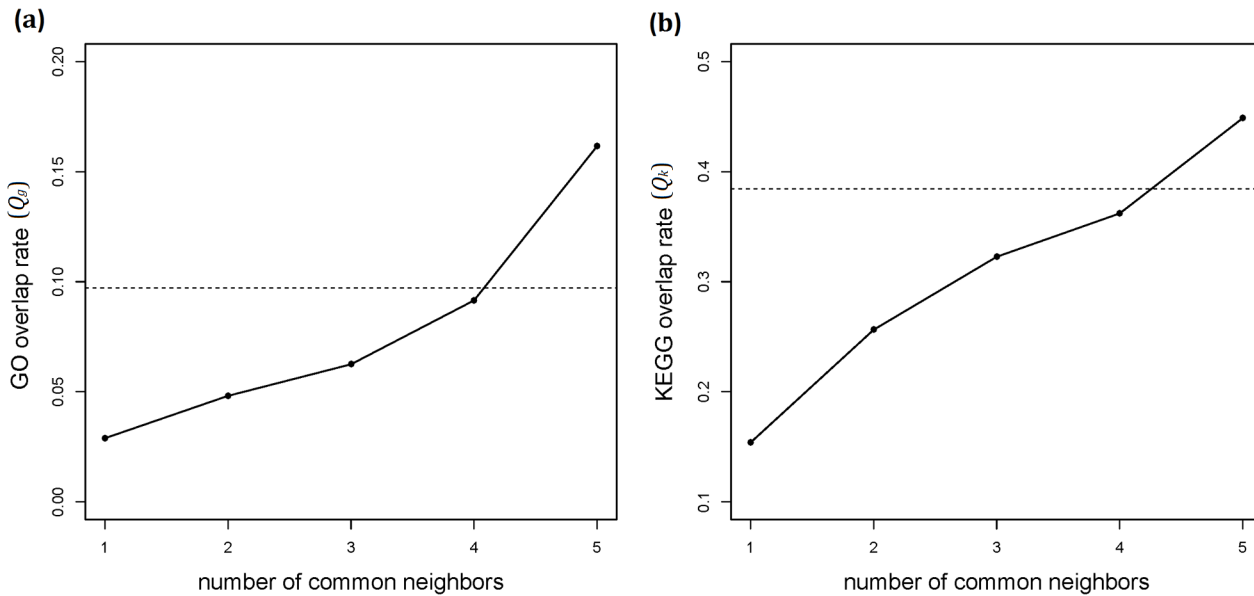 (a)
GO overlap rate (Qg)
0.20
0.15
0.10
0.05
0.00
1 2 3 4 5
number of common neighbors
(b)
KEGG overlap rate (Qk)
0.5
0.4
0.3
0.2
0.1
1 2 3 4 5
number of common neighbors